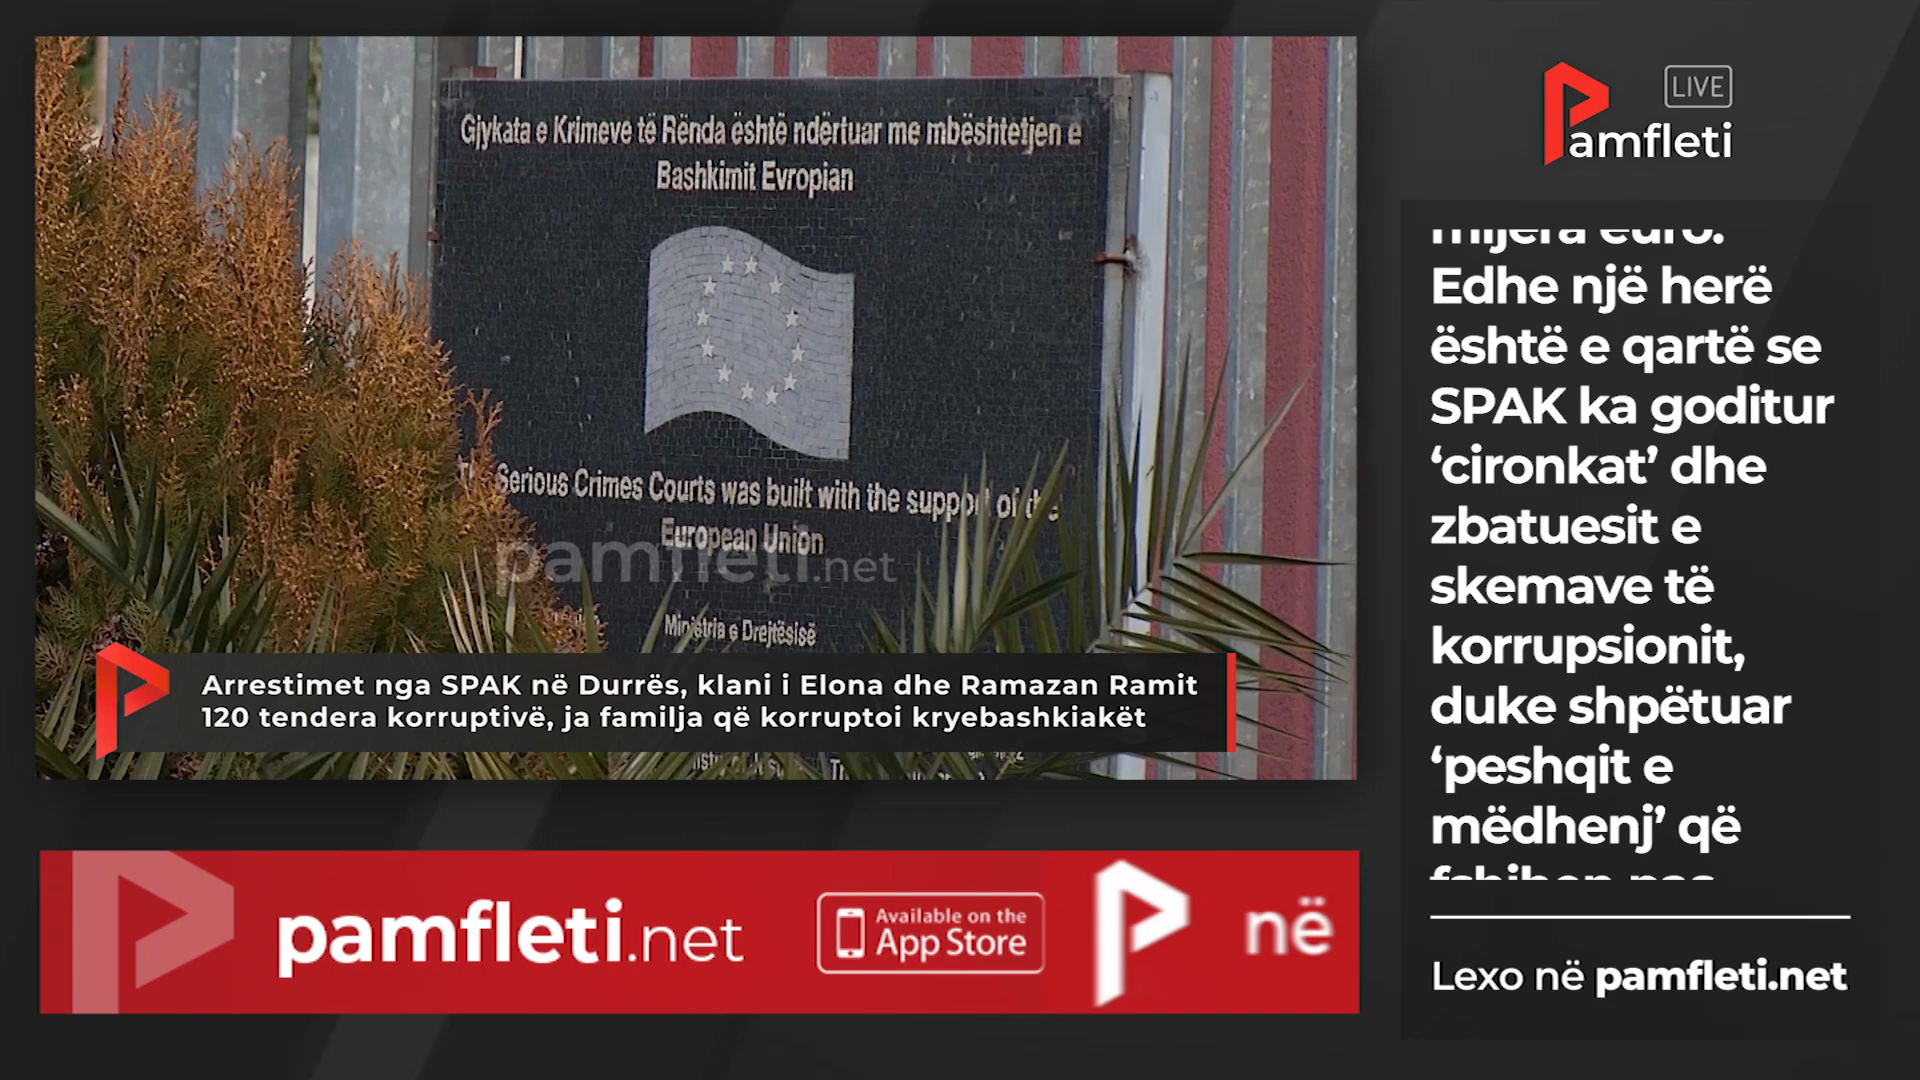 Gjykata e Krimeve të Rënda është ndërtuar me mbështetjen e
Bashkimit Evropian
Serious Crimes Courts was built with the support of the
European Union
pamfleti.net
Ministria e Drejtësisë
Arrestimet nga SPAK në Durrës, klani i Elona dhe Ramazan Ramit
120 tendera korruptivë, ja familja që korruptoi kryebashkiakët
pamfleti.net
Available on the
App Store
në
LIVE
Pamfleti
mijëra euro.
Edhe një herë
është e qartë se
SPAK ka goditur
‘cironkat’ dhe
zbatuesit e
skemave të
korrupsionit,
duke shpëtuar
‘peshqit e
mëdhenj’ që
Lexo në pamfleti.net